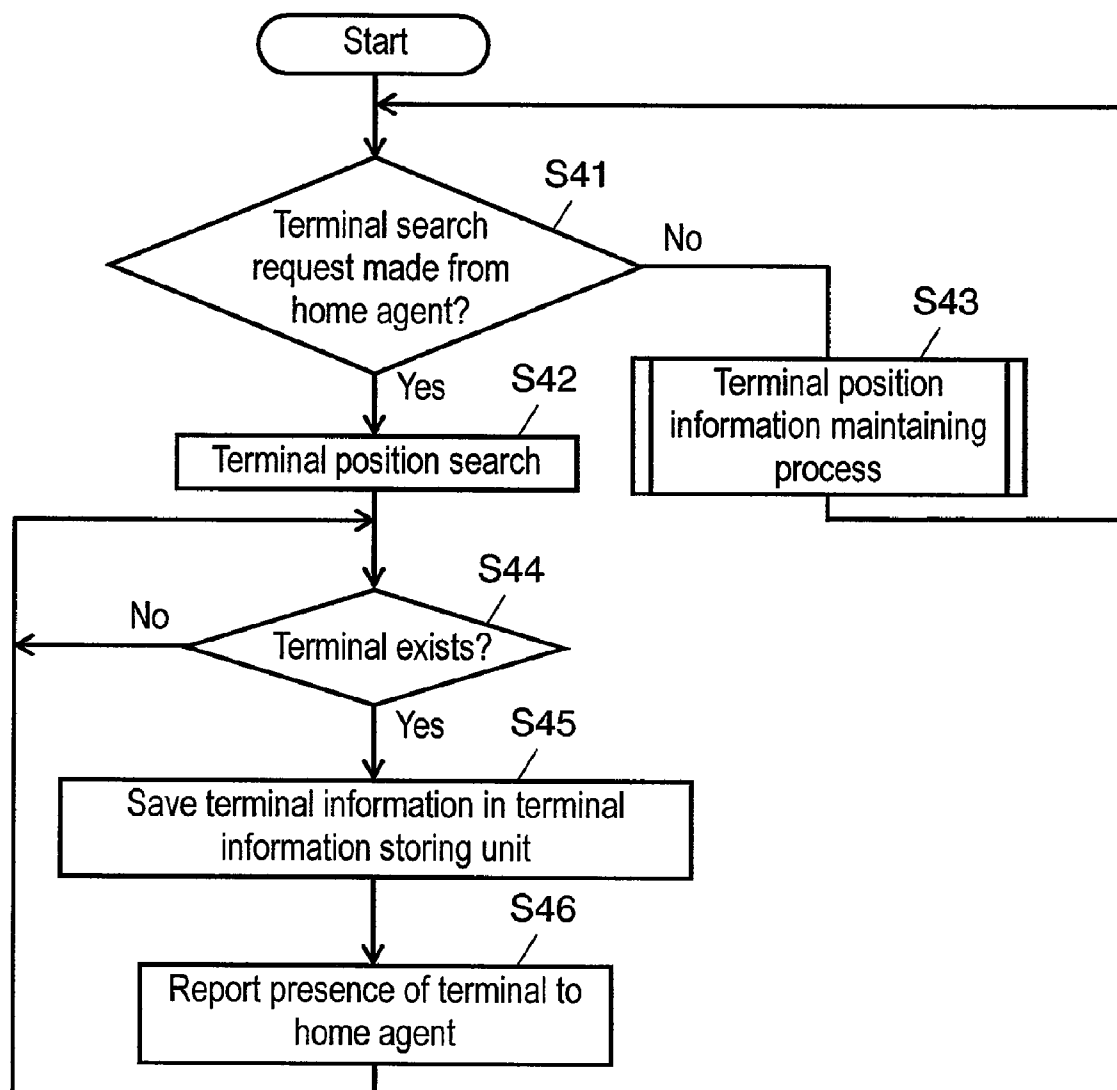 Start
S41
Terminal search
request made from
home agent?
No
Yes
S43
Terminal position
information maintaining
process
S42
Terminal position search
S44
No
Terminal exists?
Yes
S45
Save terminal information in terminal
information storing unit
S46
Report presence of terminal to
home agent